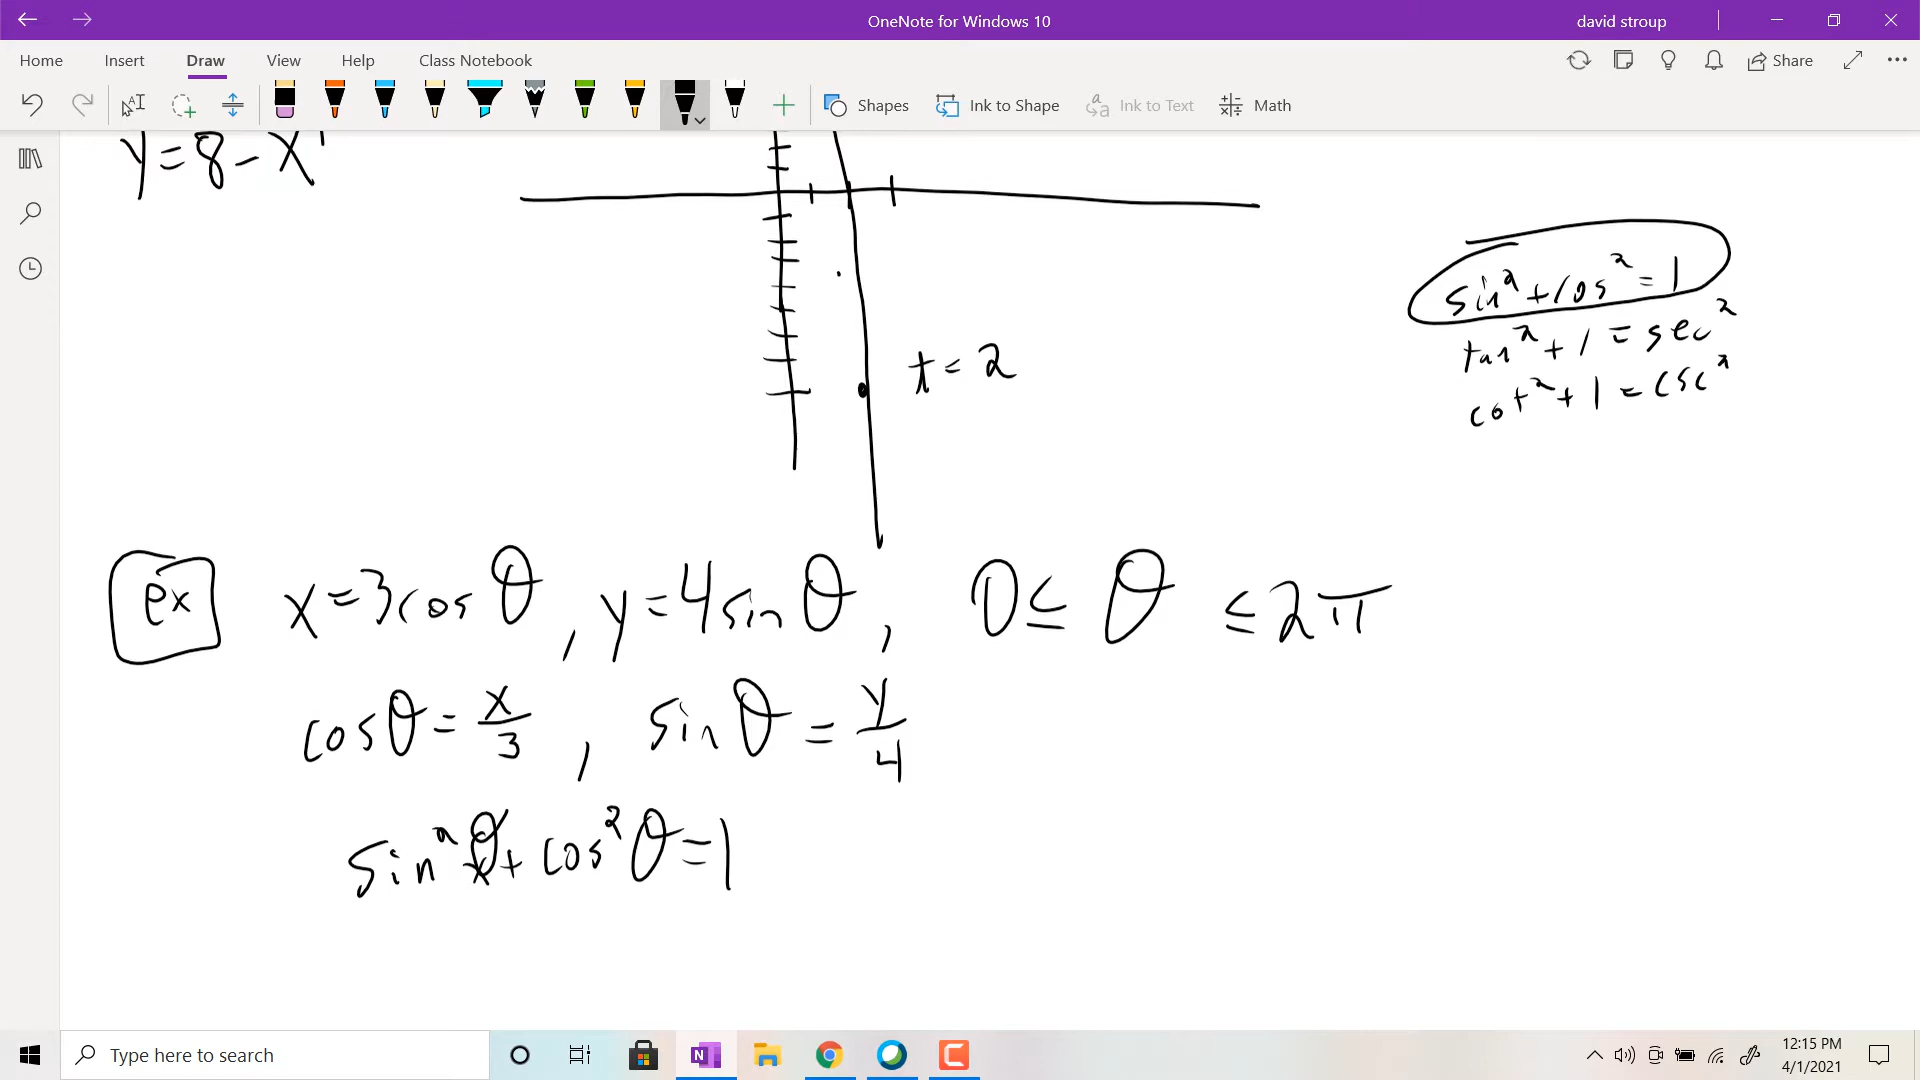 OneNote for Windows 10
david stroup
Home Insert Draw View Help Class Notebook
Share
Shapes Ink to Shape Ink to Text Math
y=8-x
sin²+cos²=1
tan²+1=sec²
cot²+1=csc²
t=2
ex x=3cosθ, y=4sinθ, 0≤θ≤2π
cosθ=x/3, sinθ=y/4
sin²θ+cos²θ=1
Type here to search
12:15 PM
4/1/2021